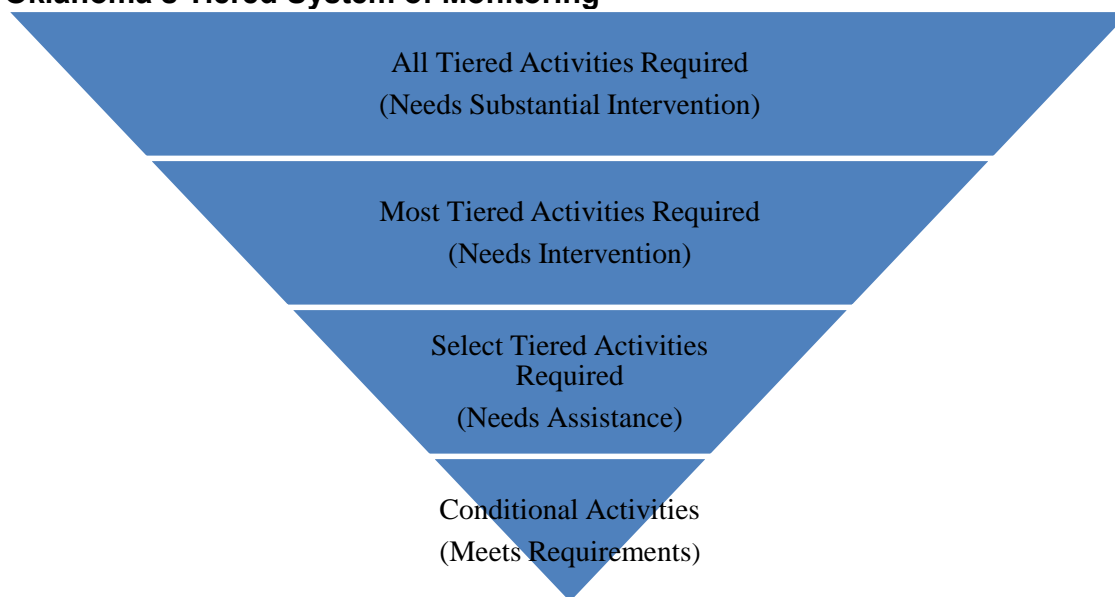 Oklahoma's Tiered System of Monitoring
All Tiered Activities Required
(Needs Substantial Intervention)
Most Tiered Activities Required
(Needs Intervention)
Select Tiered Activities
Required
(Needs Assistance)
Conditional Activities
(Meets Requirements)